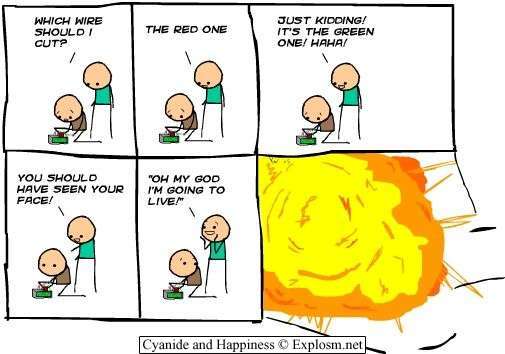 WHICH WIRE
SHOULD I
CUT?
THE RED ONE
JUST KIDDING!
IT'S THE GREEN
ONE! HAHA!
YOU SHOULD
HAVE SEEN YOUR
FACE!
"OH MY GOD
I'M GOING TO
LIVE!"
Cyanide and Happiness © Explosm.net